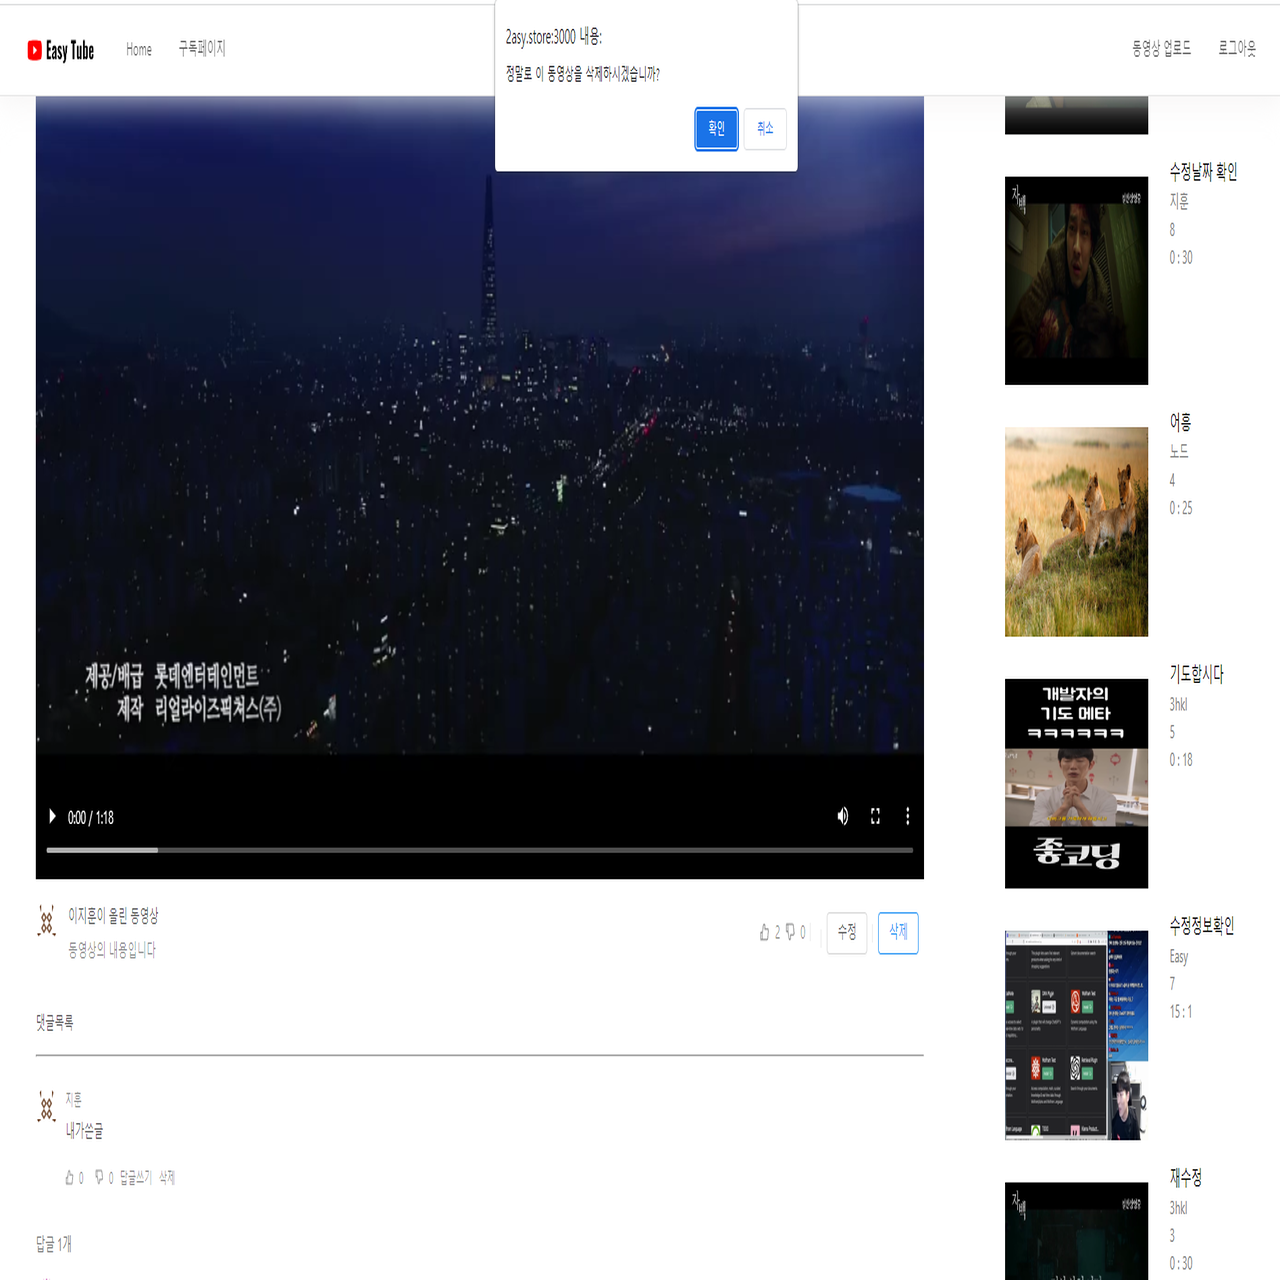 2asy.store:3000 내용:
정말로 이 동영상을 삭제하시겠습니까?
확인 취소
Easy Tube Home 구독페이지 동영상 업로드 로그아웃
제공/배급 롯데엔터테인먼트
제작 리얼라이즈픽쳐스(주)
0:00 / 1:18
이지훈이 올린 동영상
동영상의 내용입니다
2 0 수정 삭제
댓글목록
지훈
내가쓴글
0 0 답글쓰기 삭제
답글 1개
자백
수정날짜 확인
지훈
8
0 : 30
어흥
노드
4
0 : 25
개발자의
기도 메타
ㅋㅋㅋㅋㅋㅋ
좋코딩
기도합시다
3hkl
5
0 : 18
수정정보확인
Easy
7
15 : 1
자백
재수정
3hkl
3
0 : 30